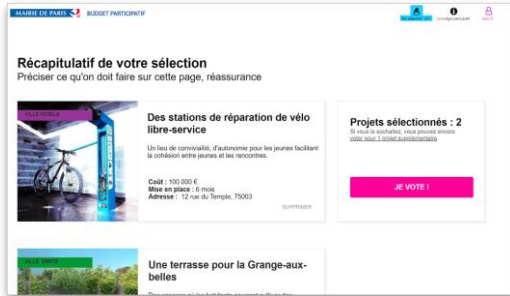 MAIRIE DE PARIS BUDGET PARTICIPATIF
Récapitulatif de votre sélection
Préciser ce qu'on doit faire sur cette page, réassurance
VILLE MOBILE
Des stations de réparation de vélo
libre-service
Un lieu de convivialité, d'autonomie pour les jeunes facilitant
la cohésion entre jeunes et les rencontres.
Coût : 100 000 €
Mise en place : 6 mois
Adresse : 12 rue du Temple, 75003
SUPPRIMER
Projets sélectionnés : 2
Si vous le souhaitez, vous pouvez encore
voter pour 1 projet supplémentaire.
JE VOTE !
VILLE VERTE
Une terrasse pour la Grange-aux-
belles